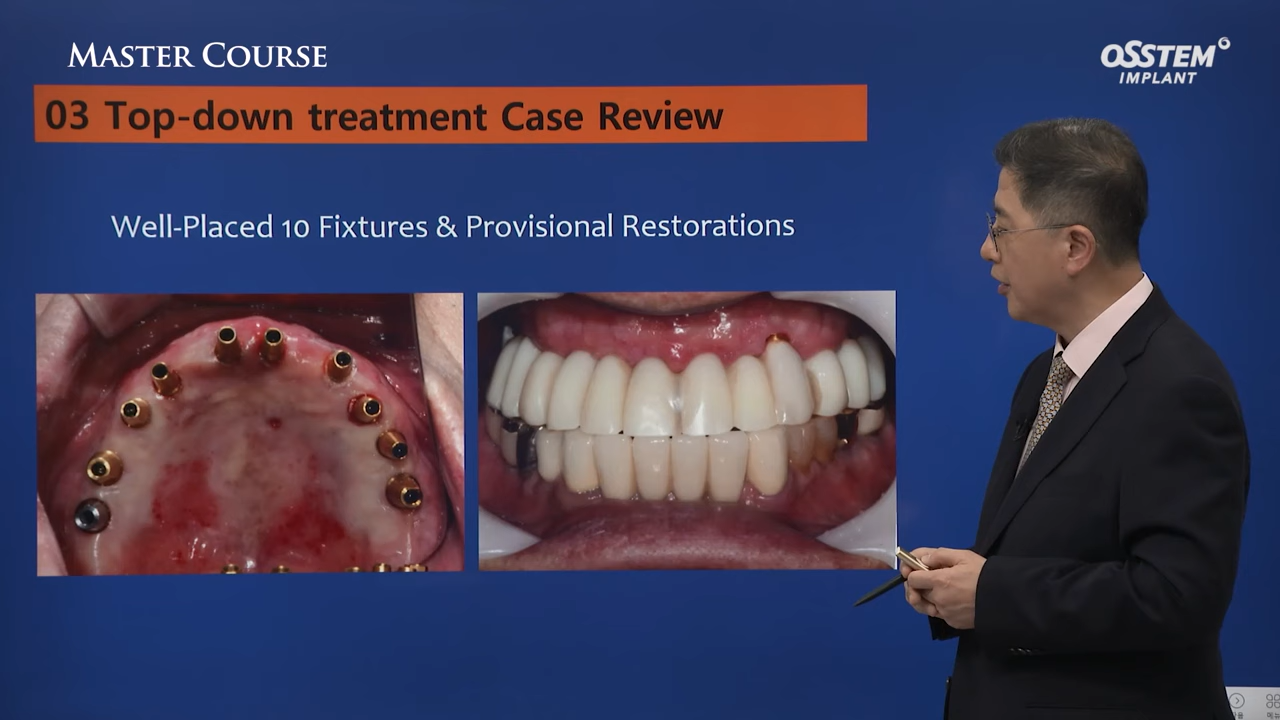 MASTER COURSE
OSSTEM
IMPLANT
03 Top-down treatment Case Review
Well-Placed 10 Fixtures & Provisional Restorations